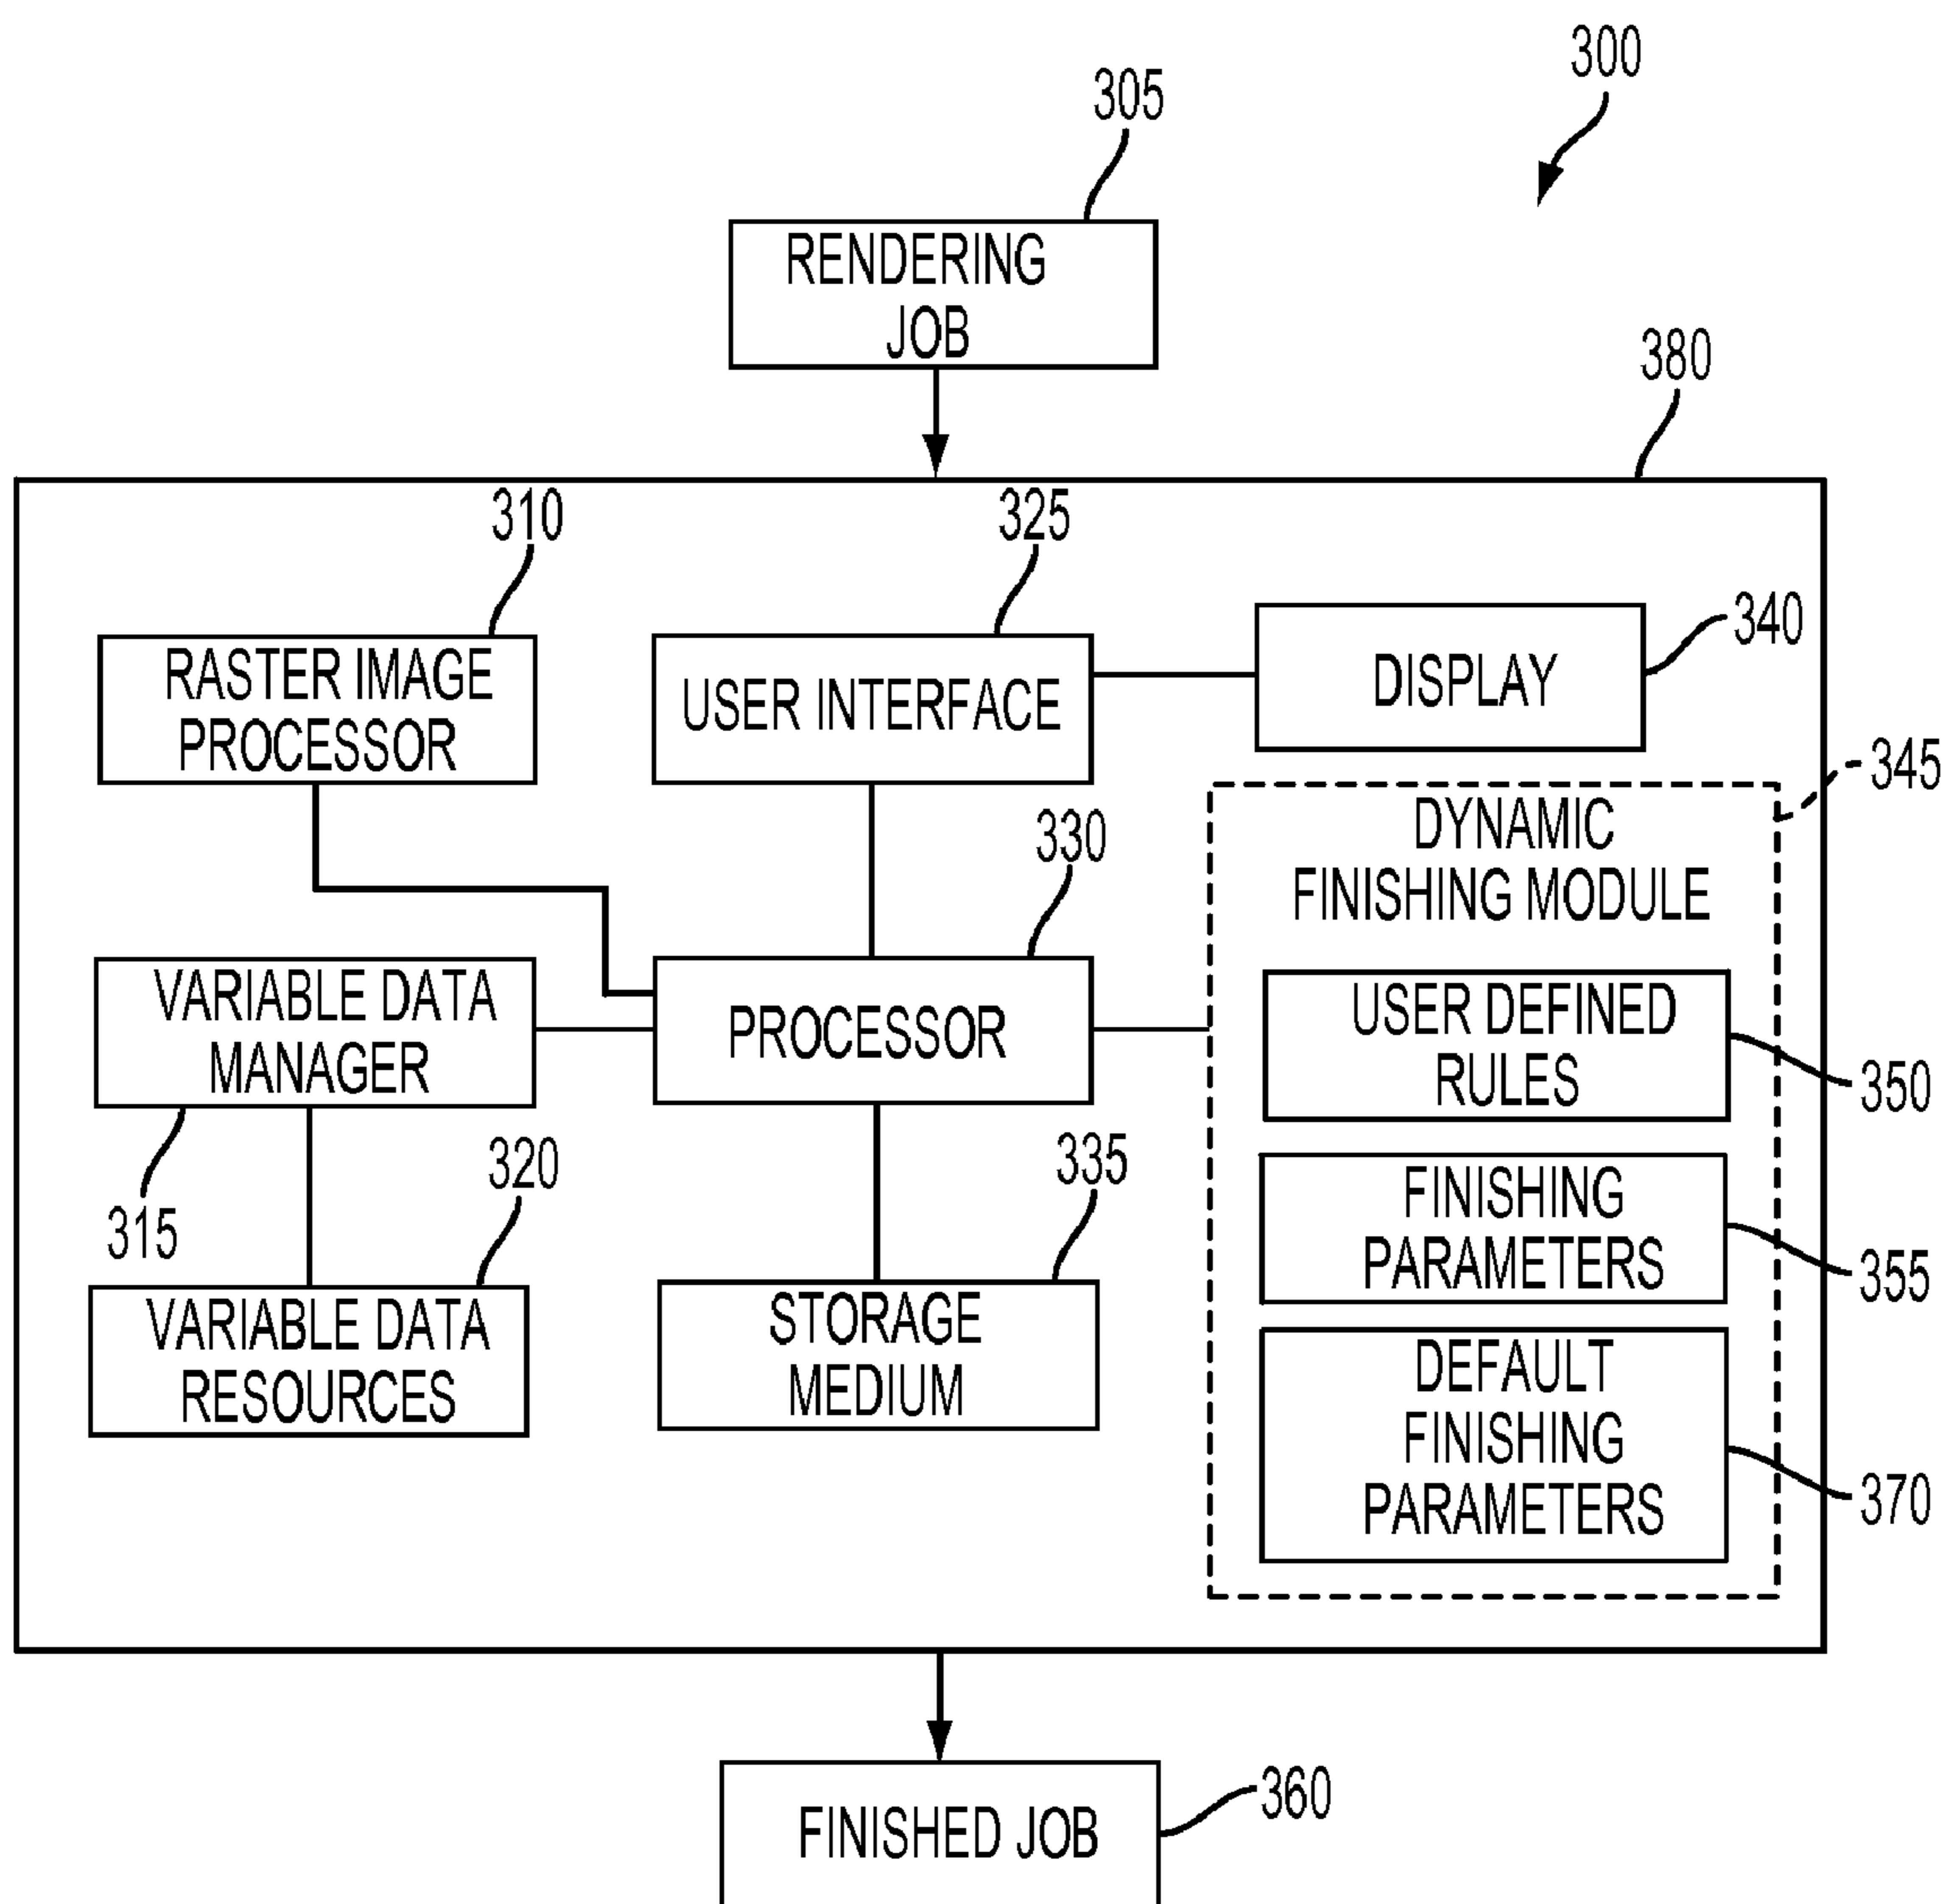 300
305
RENDERING
JOB
380
310
325
RASTER IMAGE
PROCESSOR
USER INTERFACE
DISPLAY
340
345
DYNAMIC
FINISHING MODULE
330
VARIABLE DATA
MANAGER
PROCESSOR
USER DEFINED
RULES
350
315
320
335
FINISHING
PARAMETERS
355
VARIABLE DATA
RESOURCES
STORAGE
MEDIUM
DEFAULT
FINISHING
PARAMETERS
370
FINISHED JOB
360